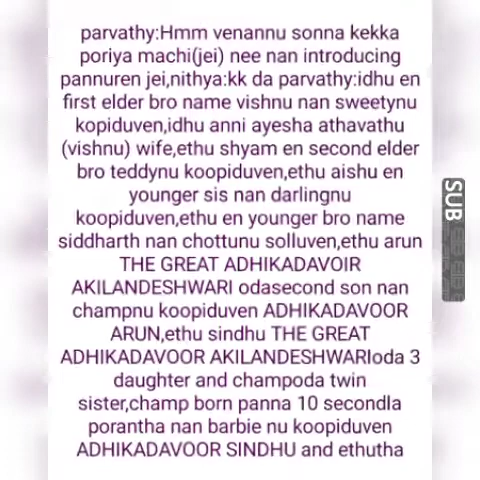 parvathy:Hmm venannu sonna kekka
poriya machi(jei) nee nan introducing
pannuren jei,nithya:kk da parvathy:idhu en
first elder bro name vishnu nan sweetynu
kopiduven,idhu anni ayesha athavathu
(vishnu) wife,ethu shyam en second elder
bro teddynu koopiduven,ethu aishu en
younger sis nan darlingnu
koopiduven,ethu en younger bro name
siddharth nan chottunu solluven,ethu arun
THE GREAT ADHIKADAVOIR
AKILANDESHWARI odasecond son nan
champnu koopiduven ADHIKADAVOOR
ARUN,ethu sindhu THE GREAT
ADHIKADAVOOR AKILANDESHWARIoda 3
daughter and champoda twin
sister,champ born panna 10 secondla
porantha nan barbie nu koopiduven
ADHIKADAVOOR SINDHU and ethutha
SUB